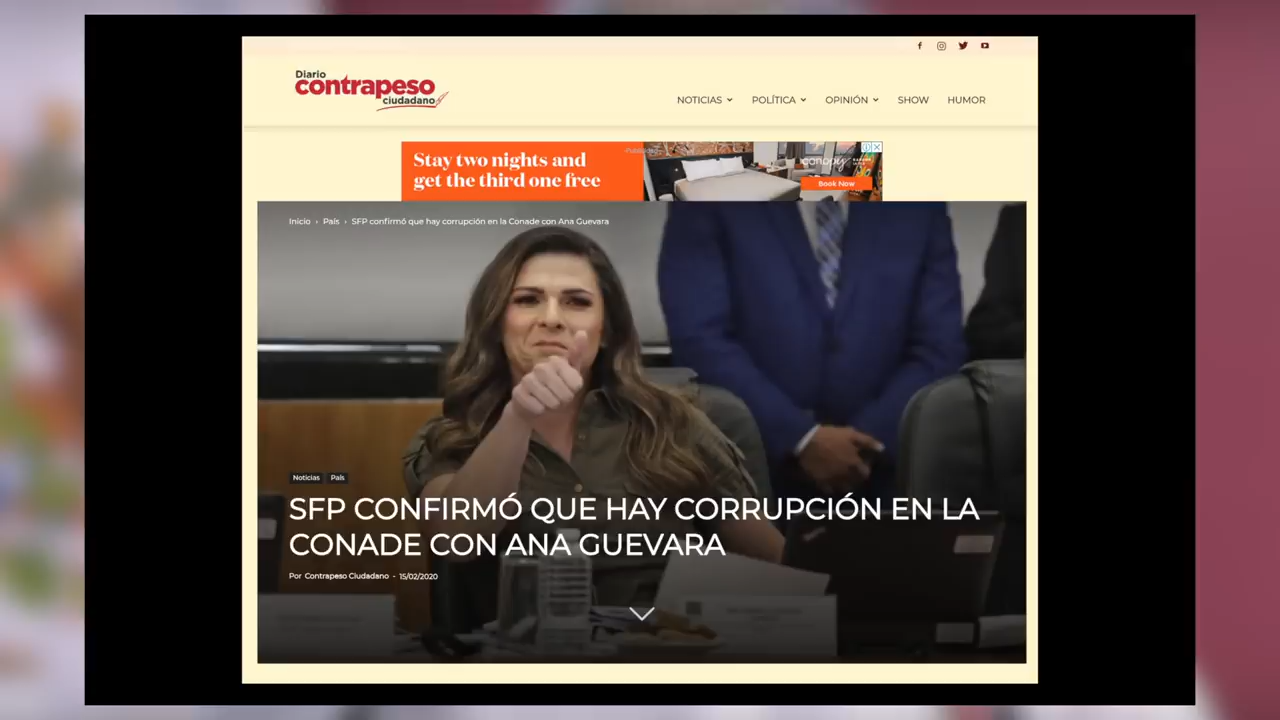 Diario
contrapeso
ciudadano
NOTICIAS
POLÍTICA
OPINIÓN
SHOW
HUMOR
-Publicidad-
Stay two nights and
get the third one free
canopy
Book Now
Inicio › País › SFP confirmó que hay corrupción en la Conade con Ana Guevara
Noticias País
SFP CONFIRMÓ QUE HAY CORRUPCIÓN EN LA
CONADE CON ANA GUEVARA
Por Contrapeso Ciudadano - 15/02/2020